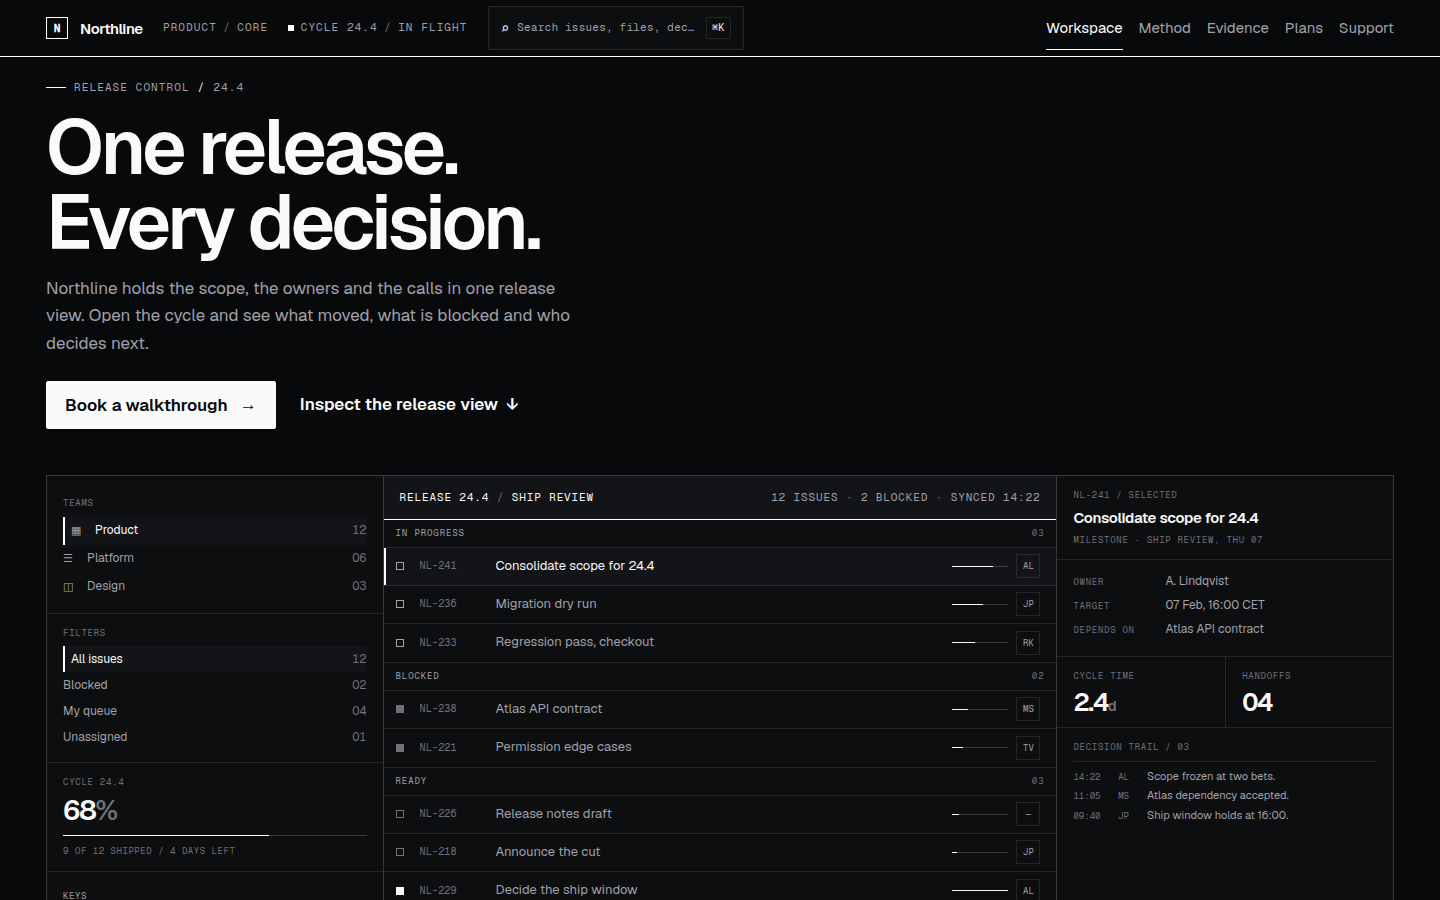 N Northline PRODUCT / CORE CYCLE 24.4 / IN FLIGHT Search issues, files, dec… ⌘K Workspace Method Evidence Plans Support
RELEASE CONTROL / 24.4
One release.
Every decision.
Northline holds the scope, the owners and the calls in one release
view. Open the cycle and see what moved, what is blocked and who
decides next.
Book a walkthrough → Inspect the release view ↓
TEAMS
Product 12
Platform 06
Design 03
FILTERS
All issues 12
Blocked 02
My queue 04
Unassigned 01
CYCLE 24.4
68%
9 OF 12 SHIPPED / 4 DAYS LEFT
KEYS
RELEASE 24.4 / SHIP REVIEW 12 ISSUES · 2 BLOCKED · SYNCED 14:22
IN PROGRESS 03
NL-241 Consolidate scope for 24.4 AL
NL-236 Migration dry run JP
NL-233 Regression pass, checkout RK
BLOCKED 02
NL-238 Atlas API contract MS
NL-221 Permission edge cases TV
READY 03
NL-226 Release notes draft —
NL-218 Announce the cut JP
NL-229 Decide the ship window AL
NL-241 / SELECTED
Consolidate scope for 24.4
MILESTONE · SHIP REVIEW, THU 07
OWNER A. Lindqvist
TARGET 07 Feb, 16:00 CET
DEPENDS ON Atlas API contract
CYCLE TIME HANDOFFS
2.4d 04
DECISION TRAIL / 03
14:22 AL Scope frozen at two bets.
11:05 MS Atlas dependency accepted.
09:40 JP Ship window holds at 16:00.